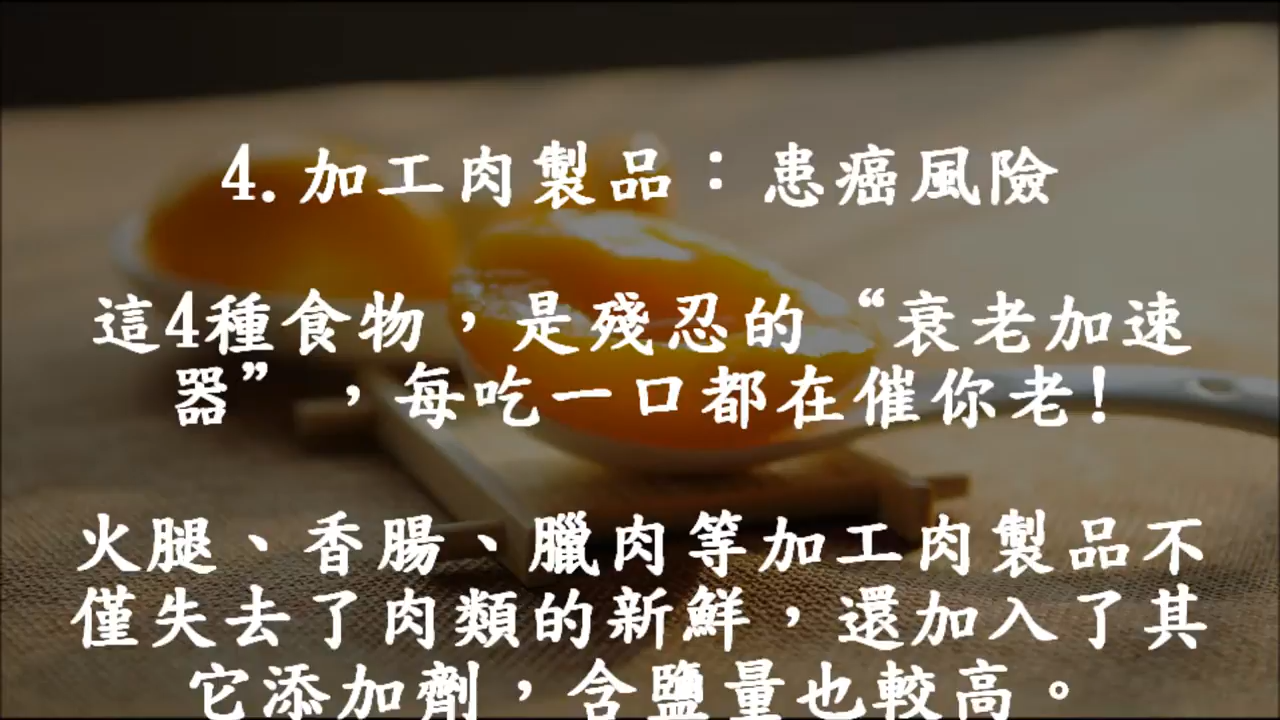 4.加工肉製品：患癌風險
這4種食物，是殘忍的“衰老加速
器”，每吃一口都在催你老！
火腿、香腸、臘肉等加工肉製品不
僅失去了肉類的新鮮，還加入了其
它添加劑，含鹽量也較高。